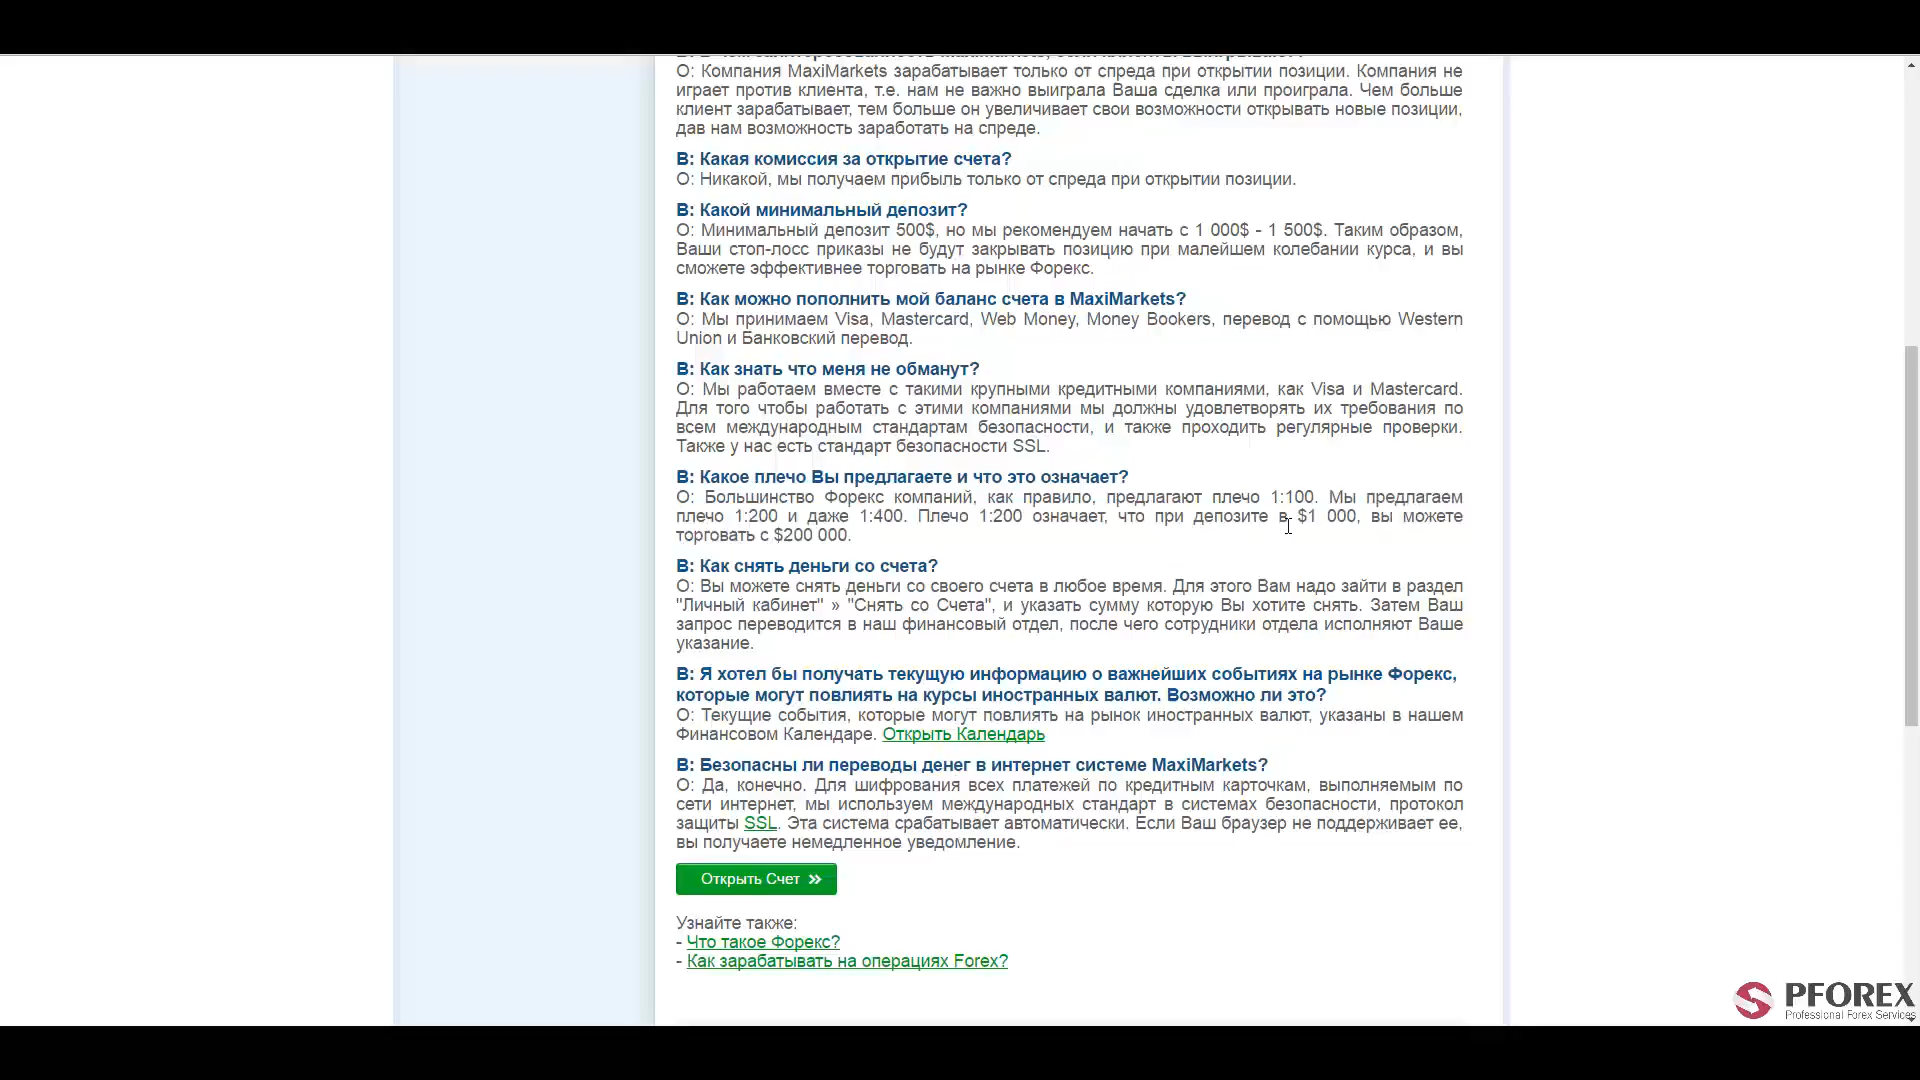 О: Компания MaxiMarkets зарабатывает только от спреда при открытии позиции. Компания не
играет против клиента, т.е. нам не важно выиграла Ваша сделка или проиграла. Чем больше
клиент зарабатывает, тем больше он увеличивает свои возможности открывать новые позиции,
дав нам возможность заработать на спреде.
В: Какая комиссия за открытие счета?
О: Никакой, мы получаем прибыль только от спреда при открытии позиции.
В: Какой минимальный депозит?
О: Минимальный депозит 500$, но мы рекомендуем начать с 1 000$ - 1 500$. Таким образом,
Ваши стоп-лосс приказы не будут закрывать позицию при малейшем колебании курса, и вы
сможете эффективнее торговать на рынке Форекс.
В: Как можно пополнить мой баланс счета в MaxiMarkets?
О: Мы принимаем Visa, Mastercard, Web Money, Money Bookers, перевод с помощью Western
Union и Банковский перевод.
В: Как знать что меня не обманут?
О: Мы работаем вместе с такими крупными кредитными компаниями, как Visa и Mastercard.
Для того чтобы работать с этими компаниями мы должны удовлетворять их требования по
всем международным стандартам безопасности, и также проходить регулярные проверки.
Также у нас есть стандарт безопасности SSL.
В: Какое плечо Вы предлагаете и что это означает?
О: Большинство Форекс компаний, как правило, предлагают плечо 1:100. Мы предлагаем
плечо 1:200 и даже 1:400. Плечо 1:200 означает, что при депозите в $1 000, вы можете
торговать с $200 000.
В: Как снять деньги со счета?
О: Вы можете снять деньги со своего счета в любое время. Для этого Вам надо зайти в раздел
"Личный кабинет" » "Снять со Счета", и указать сумму которую Вы хотите снять. Затем Ваш
запрос переводится в наш финансовый отдел, после чего сотрудники отдела исполняют Ваше
указание.
В: Я хотел бы получать текущую информацию о важнейших событиях на рынке Форекс,
которые могут повлиять на курсы иностранных валют. Возможно ли это?
О: Текущие события, которые могут повлиять на рынок иностранных валют, указаны в нашем
Финансовом Календаре. Открыть Календарь
В: Безопасны ли переводы денег в интернет системе MaxiMarkets?
О: Да, конечно. Для шифрования всех платежей по кредитным карточкам, выполняемым по
сети интернет, мы используем международных стандарт в системах безопасности, протокол
защиты SSL. Эта система срабатывает автоматически. Если Ваш браузер не поддерживает ее,
вы получаете немедленное уведомление.
Открыть Счет »
Узнайте также:
- Что такое Форекс?
- Как зарабатывать на операциях Forex?
PFOREX
Professional Forex Services